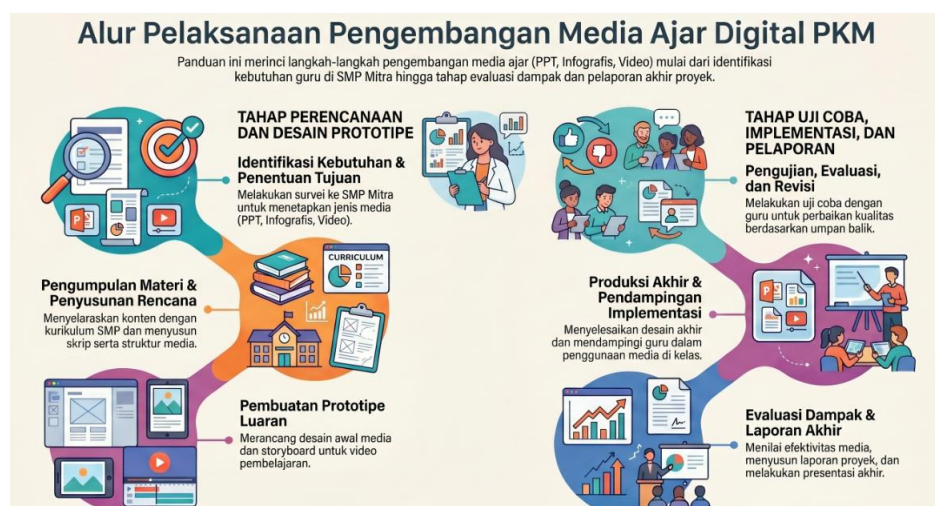 Alur Pelaksanaan Pengembangan Media Ajar Digital PKM
Panduan ini merinci langkah-langkah pengembangan media ajar (PPT, Infografis, Video) mulai dari identifikasi
kebutuhan guru di SMP Mitra hingga tahap evaluasi dampak dan pelaporan akhir proyek.
TAHAP PERENCANAAN
DAN DESAIN PROTOTIPE
Identifikasi Kebutuhan &
Penentuan Tujuan
Melakukan survei ke SMP Mitra
untuk menetapkan jenis media
(PPT, Infografis, Video).
P
Pengumpulan Materi &
Penyusunan Rencana
Menyelaraskan konten dengan
kurikulum SMP dan menyusun
skrip serta struktur media.
CURRICULUM
Pembuatan Prototipe
Luaran
Merancang desain awal media
dan storyboard untuk video
pembelajaran.
TAHAP UJI COBA,
IMPLEMENTASI, DAN
PELAPORAN
Pengujian, Evaluasi,
dan Revisi
Melakukan uji coba dengan
guru untuk perbaikan kualitas
berdasarkan umpan balik.
Produksi Akhir &
Pendampingan
Implementasi
Menyelesaikan desain akhir
dan mendampingi guru dalam
penggunaan media di kelas.
P
Evaluasi Dampak &
Laporan Akhir
Menilai efektivitas media,
menyusun laporan proyek, dan
melakukan presentasi akhir.